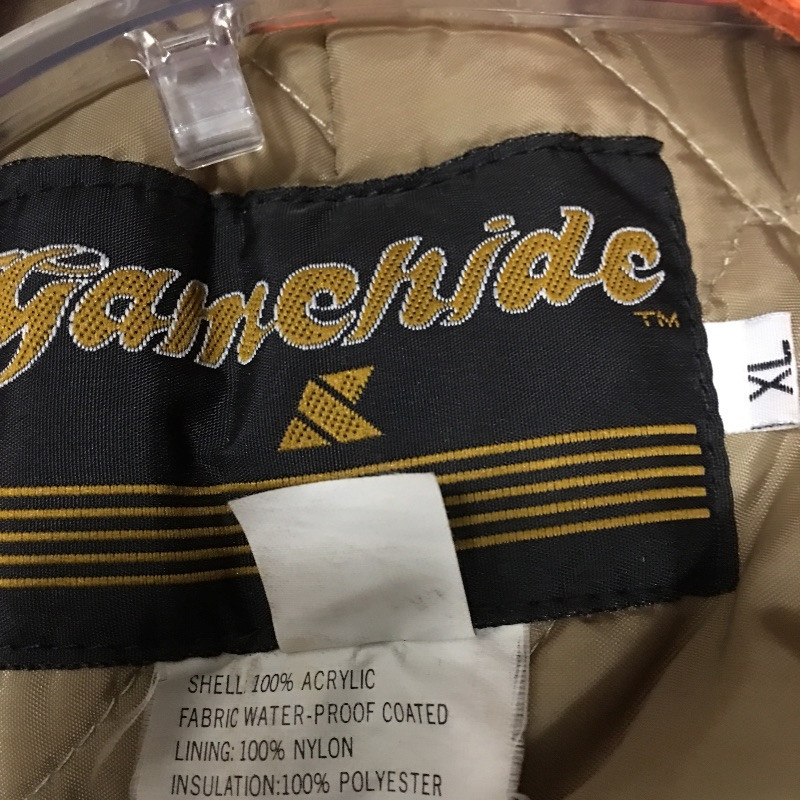 Gamehide
TM
XL
SHELL: 100% ACRYLIC
FABRIC WATER-PROOF COATED
LINING: 100% NYLON
INSULATION:100% POLYESTER